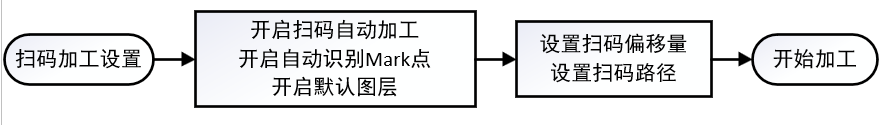 扫码加工设置
开启扫码自动加工
开启自动识别Mark点
开启默认图层
设置扫码偏移量
设置扫码路径
开始加工